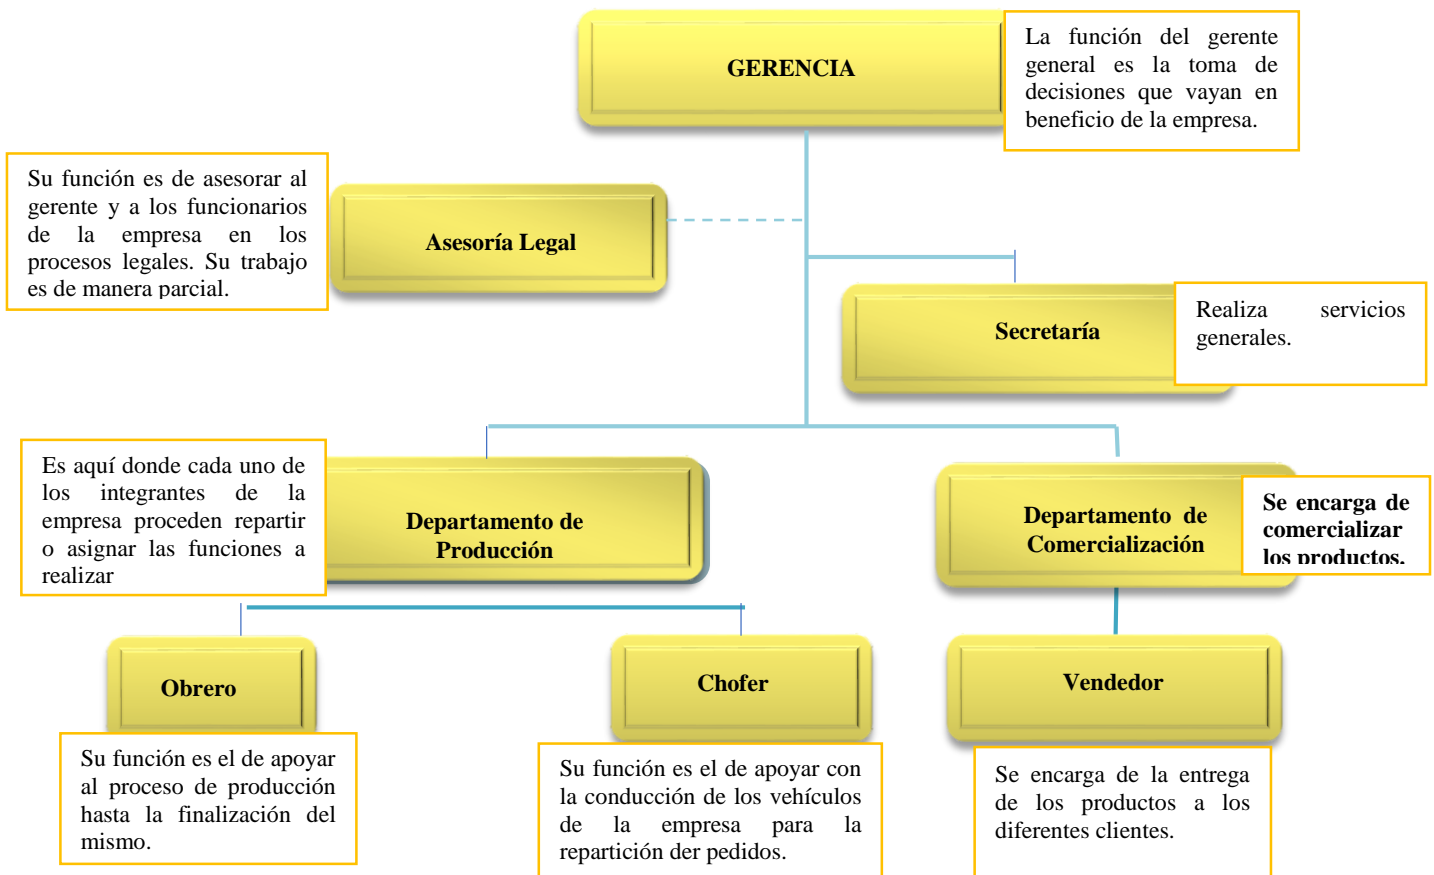 GERENCIA
La función del gerente
general es la toma de
decisiones que vayan en
beneficio de la empresa.
Su función es de asesorar al
gerente y a los funcionarios
de la empresa en los
procesos legales. Su trabajo
es de manera parcial.
Asesoría Legal
Secretaría
Realiza servicios
generales.
Es aquí donde cada uno de
los integrantes de la
empresa proceden repartir
o asignar las funciones a
realizar
Departamento de
Producción
Departamento de
Comercialización
Se encarga de
comercializar
los productos.
Obrero
Chofer
Vendedor
Su función es el de apoyar
al proceso de producción
hasta la finalización del
mismo.
Su función es el de apoyar con
la conducción de los vehículos
de la empresa para la
repartición der pedidos.
Se encarga de la entrega
de los productos a los
diferentes clientes.